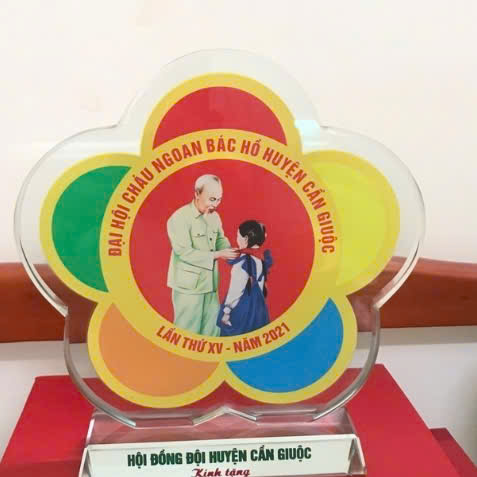 ĐẠI HỘI CHÁU NGOAN BÁC HỒ HUYỆN CẦN GIUỘC
LẦN THỨ XV - NĂM 2021
HỘI ĐỒNG ĐỘI HUYỆN CẦN GIUỘC
Kính tặng